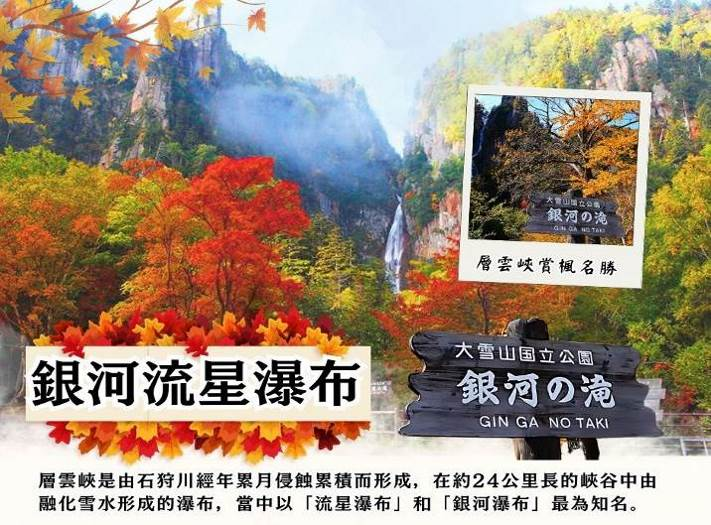 大雪山国立公園
銀河の滝
GIN GA NO TAKI
層雲峽賞楓名勝
銀河流星瀑布
大雪山国立公園
銀河の滝
GIN GA NO TAKI
層雲峽是由石狩川經年累月侵蝕累積而形成，在約24公里長的峽谷中由
融化雪水形成的瀑布，當中以「流星瀑布」和「銀河瀑布」最為知名。